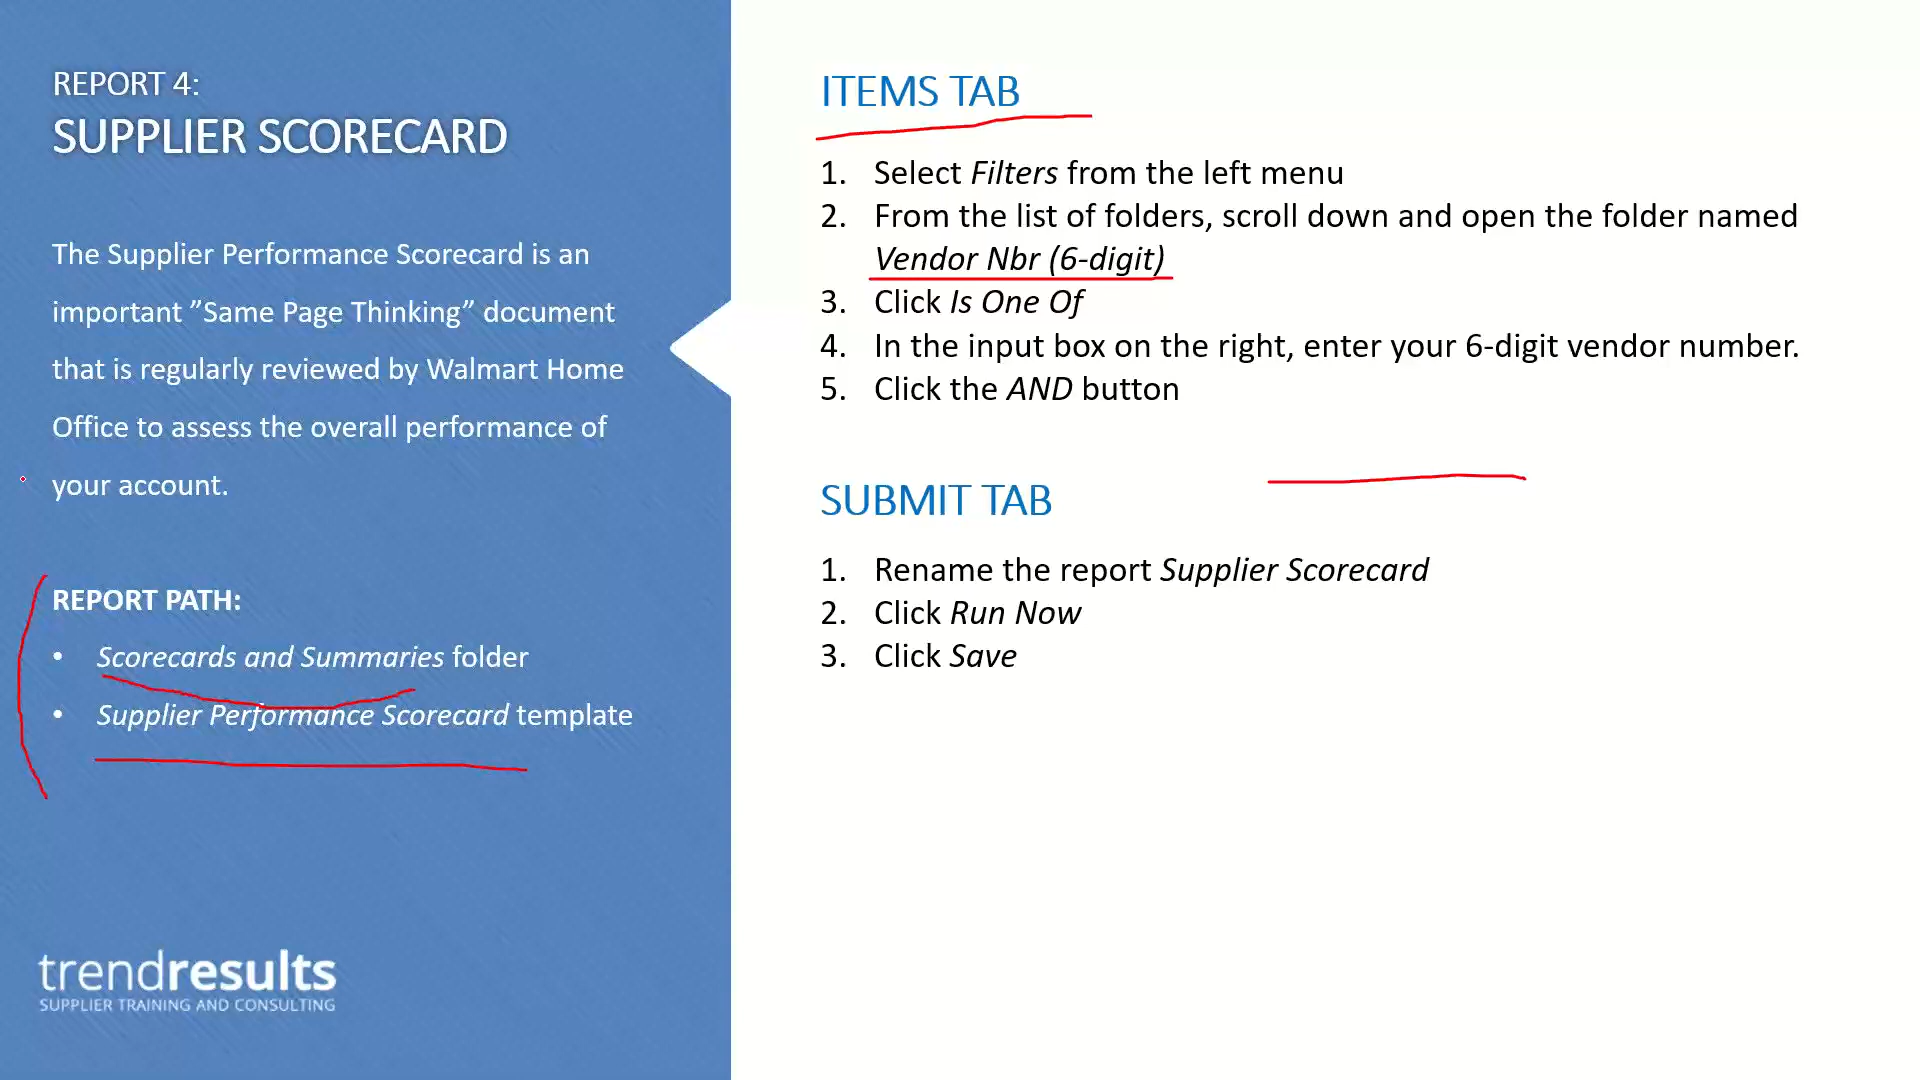 REPORT 4:
SUPPLIER SCORECARD
The Supplier Performance Scorecard is an
important ”Same Page Thinking” document
that is regularly reviewed by Walmart Home
Office to assess the overall performance of
your account.
REPORT PATH:
• Scorecards and Summaries folder
• Supplier Performance Scorecard template
trendresults
SUPPLIER TRAINING AND CONSULTING
ITEMS TAB
1. Select Filters from the left menu
2. From the list of folders, scroll down and open the folder named
Vendor Nbr (6-digit)
3. Click Is One Of
4. In the input box on the right, enter your 6-digit vendor number.
5. Click the AND button
SUBMIT TAB
1. Rename the report Supplier Scorecard
2. Click Run Now
3. Click Save